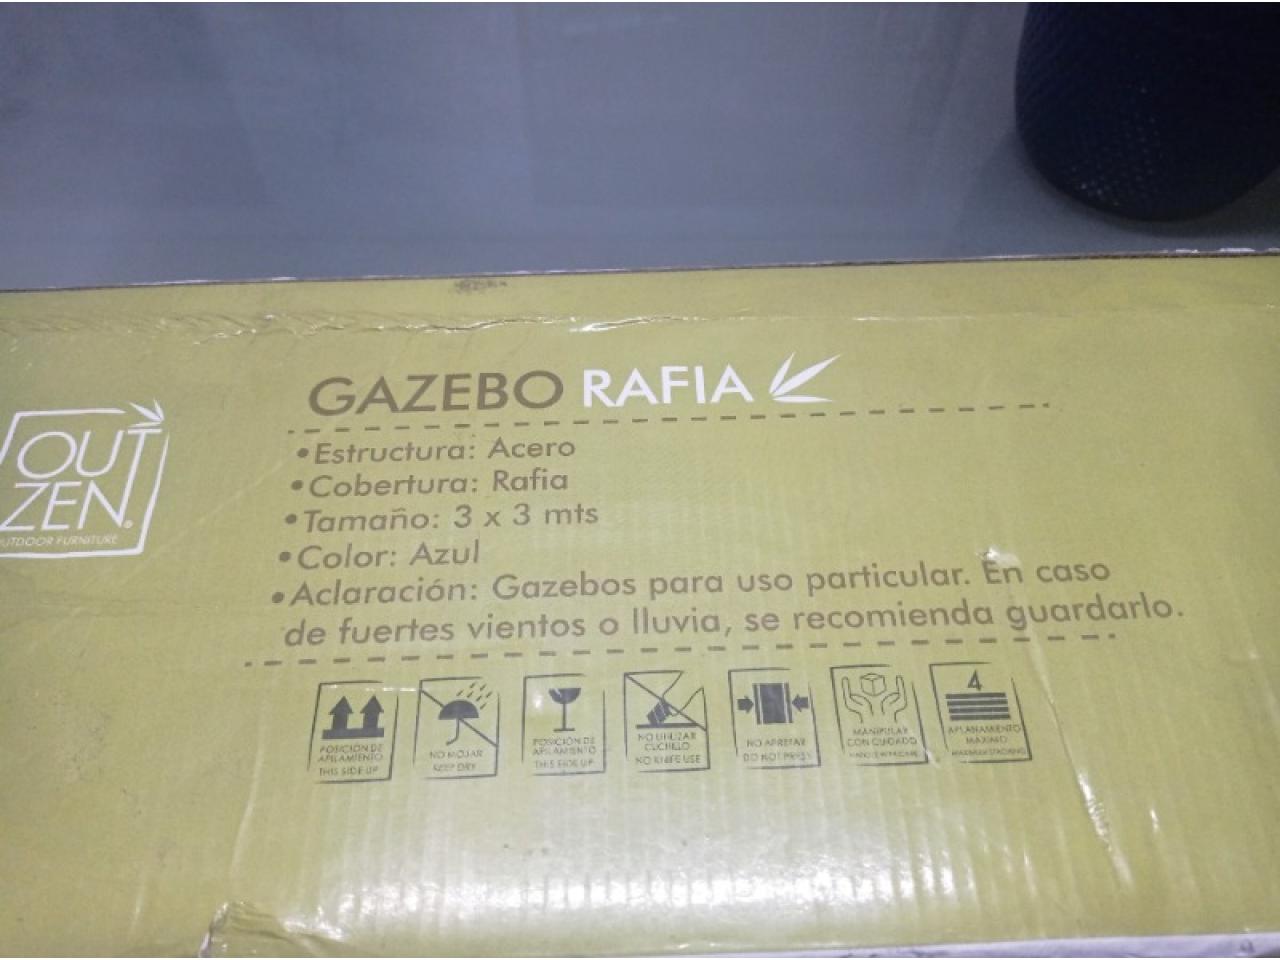 GAZEBO RAFIA
OUT
ZEN®
OUTDOOR FURNITURE
•Estructura: Acero
•Cobertura: Rafia
•Tamaño: 3 x 3 mts
•Color: Azul
•Aclaración: Gazebos para uso particular. En caso
de fuertes vientos o lluvia, se recomienda guardarlo.
POSICIÓN DE
APILAMIENTO
THIS SIDE UP
NO MOJAR
KEEP DRY
POSICIÓN DE
APILAMIENTO
THIS SIDE UP
NO UTILIZAR
CUCHILLO
NO KNIFE USE
NO APRETAR
DO NOT PRESS
MANIPULAR
CON CUIDADO
4
MÁXIMO
MAXIMUM STACKING